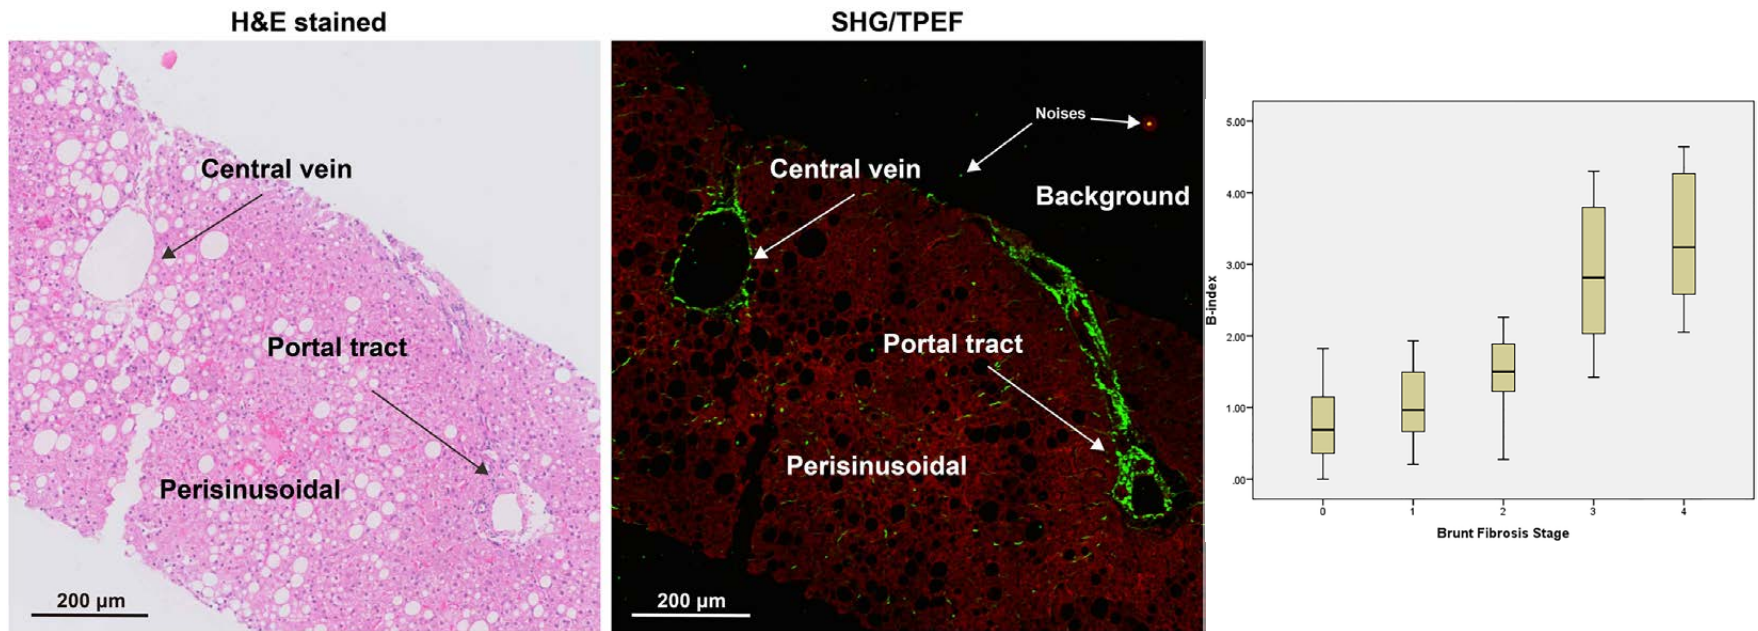 H&E stained
Central vein
Portal tract
Perisinusoidal
200 µm
SHG/TPEF
Noises
Central vein
Background
Portal tract
Perisinusoidal
200 µm
B-index
5.00
4.00
3.00
2.00
1.00
.00
0 1 2 3 4
Brunt Fibrosis Stage